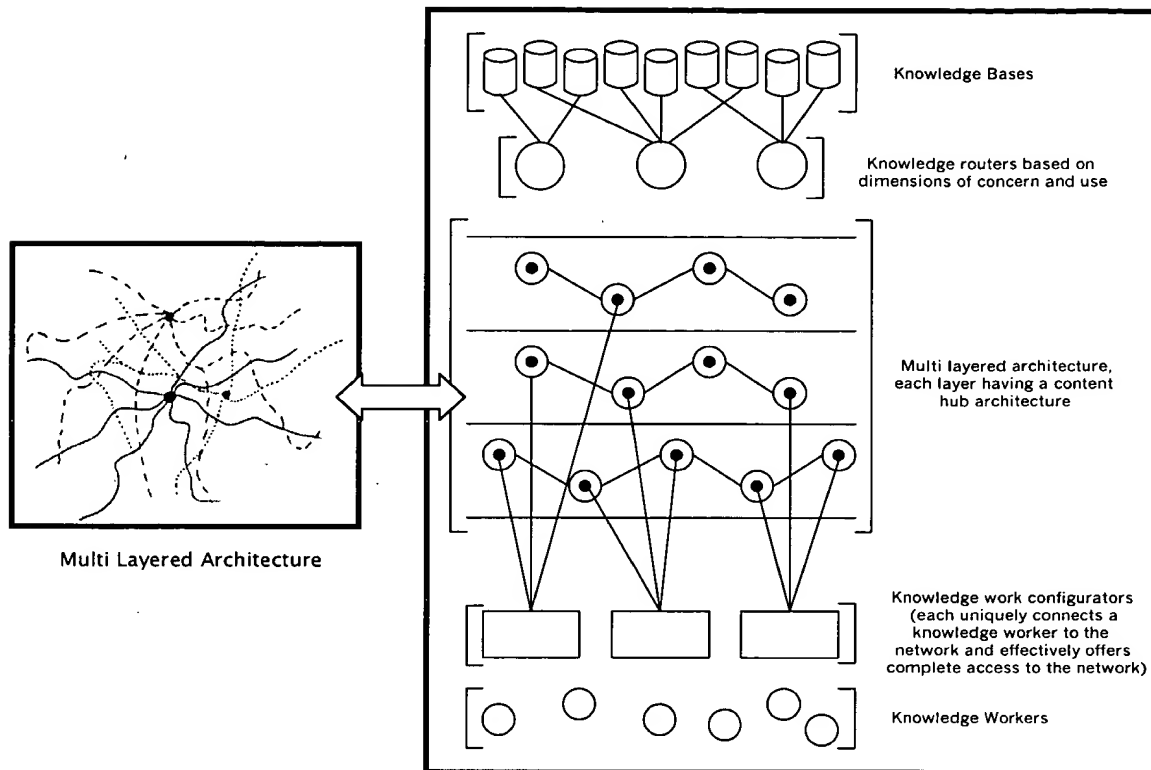 Knowledge Bases
Knowledge routers based on
dimensions of concern and use
Multi layered architecture,
each layer having a content
hub architecture
Multi Layered Architecture
Knowledge work configurators
(each uniquely connects a
knowledge worker to the
network and effectively offers
complete access to the network)
Knowledge Workers